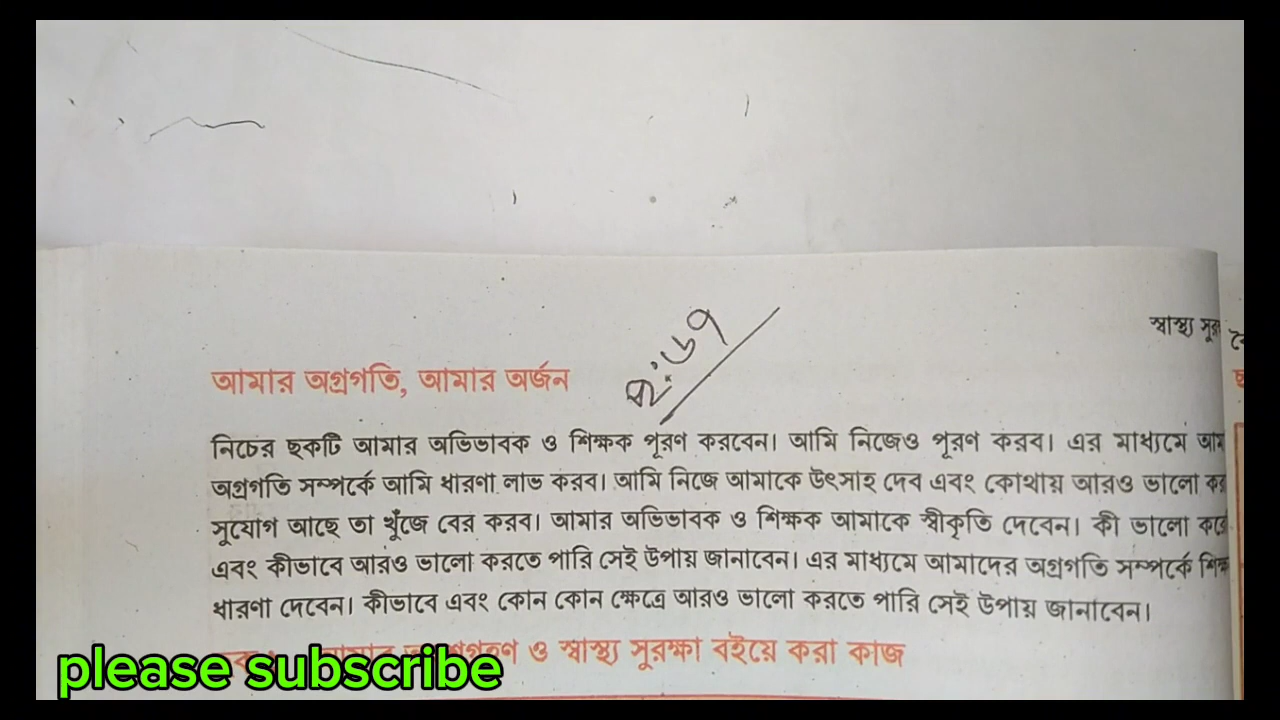 স্বাস্থ্য
আমার অগ্রগতি, আমার অর্জন
পৃ:৬৭
নিচের ছকটি আমার অভিভাবক ও শিক্ষক পূরণ করবেন। আমি নিজেও পূরণ করব। এর মাধ্যমে
অগ্রগতি সম্পর্কে আমি ধারণা লাভ করব। আমি নিজে আমাকে উৎসাহ দেব এবং কোথায় আরও ভালো
সুযোগ আছে তা খুঁজে বের করব। আমার অভিভাবক ও শিক্ষক আমাকে স্বীকৃতি দেবেন। কী ভালো
এবং কীভাবে আরও ভালো করতে পারি সেই উপায় জানাবেন। এর মাধ্যমে আমাদের অগ্রগতি সম্পর্কে
ধারণা দেবেন। কীভাবে এবং কোন কোন ক্ষেত্রে আরও ভালো করতে পারি সেই উপায় জানাবেন।
ও স্বাস্থ্য সুরক্ষা বইয়ে করা কাজ
please subscribe